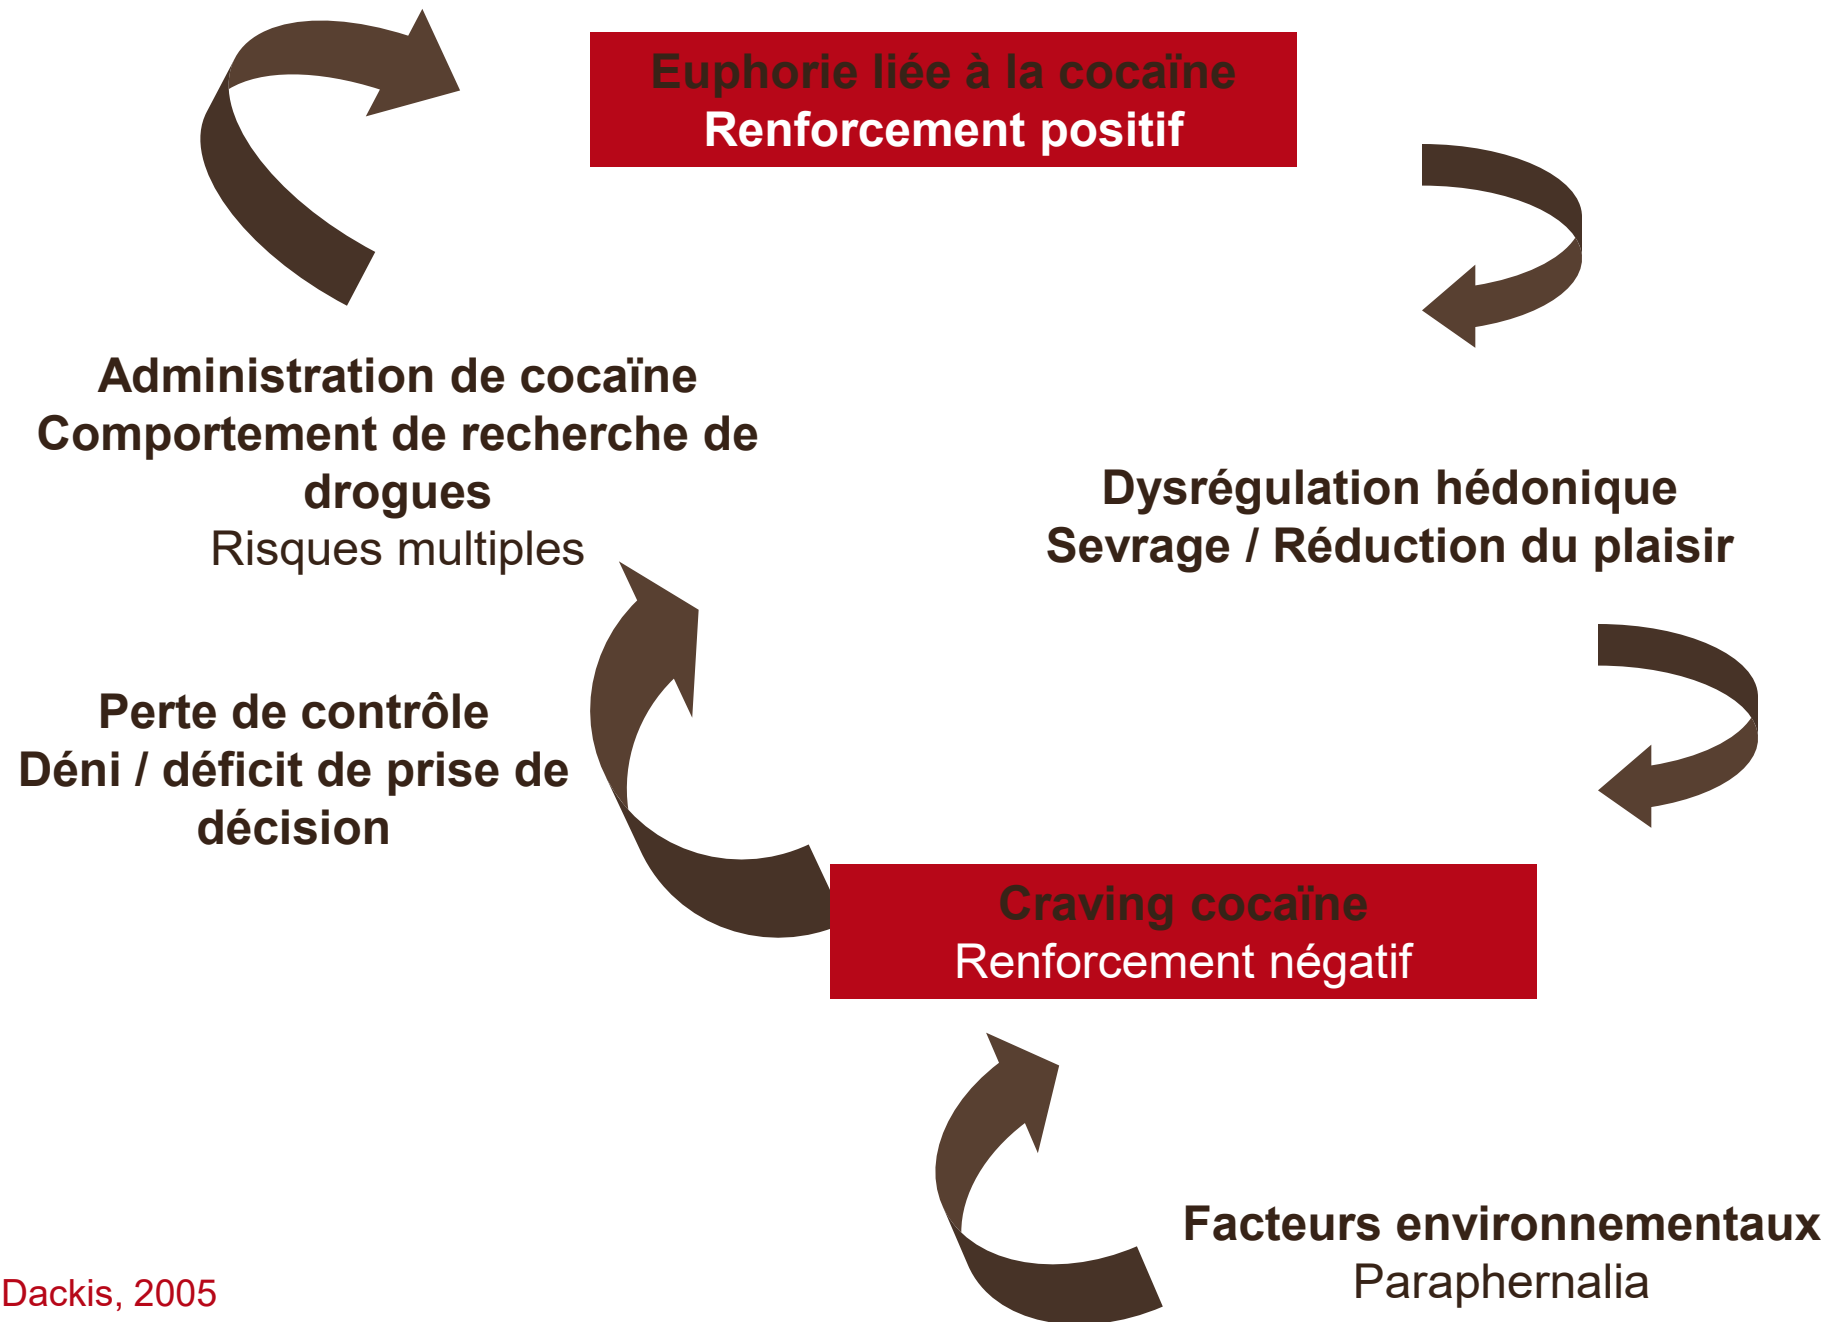 Euphorie liée à la cocaïne
Renforcement positif
Administration de cocaïne
Comportement de recherche de
drogues
Risques multiples
Dysrégulation hédonique
Sevrage / Réduction du plaisir
Perte de contrôle
Déni / déficit de prise de
décision
Craving cocaïne
Renforcement négatif
Facteurs environnementaux
Paraphernalia
Dackis, 2005